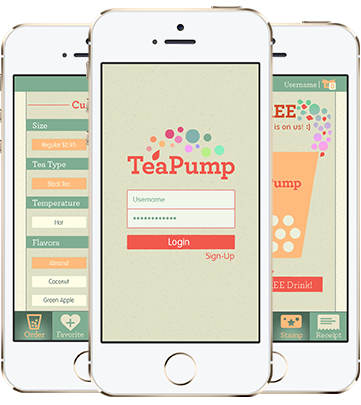 Cu
Size
Regular $2.95
Tea Type
Black Tea
Temperature
Hot
Flavors
Almond
Coconut
Green Apple
Order
Favorite
TeaPump
Username
Login
Sign-Up
Username |
0
EE
is on us! :)
ump
EE Drink!
Stamp
Receipt